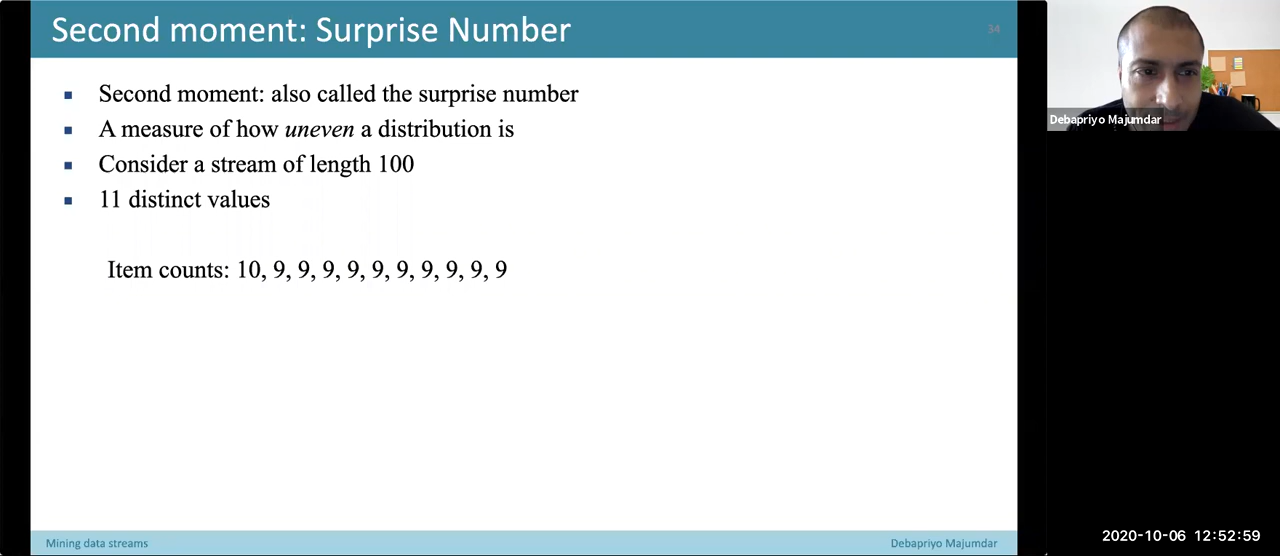 Second moment: Surprise Number
34
▪ Second moment: also called the surprise number
▪ A measure of how uneven a distribution is
▪ Consider a stream of length 100
▪ 11 distinct values
Item counts: 10, 9, 9, 9, 9, 9, 9, 9, 9, 9, 9
Mining data streams
Debapriyo Majumdar
Debapriyo Majumdar
2020-10-06 12:52:59